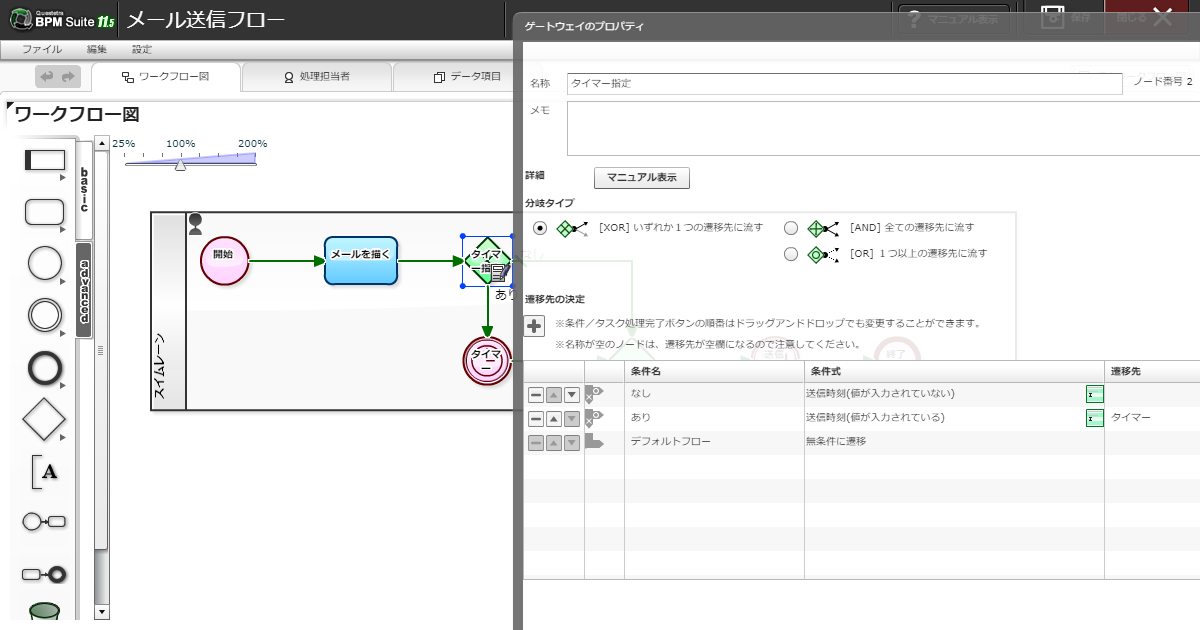 Questetra
BPM Suite 11.5
メール送信フロー
ゲートウェイのプロパティ
マニュアル表示
保存
閉じる
ファイル
編集
設定
ワークフロー図
処理担当者
データ項目
ワークフロー図
25%
100%
200%
basic
advanced
A
スイムレーン
開始
メールを描く
タイマ
ー指
あり
タイマ
ー
名称
タイマー指定
ノード番号 2
メモ
詳細
マニュアル表示
分岐タイプ
[XOR] いずれか１つの遷移先に流す
[AND] 全ての遷移先に流す
[OR] １つ以上の遷移先に流す
遷移先の決定
※条件／タスク処理完了ボタンの順番はドラッグアンドドロップでも変更することができます。
※名称が空のノードは、遷移先が空欄になるので注意してください。
送信
終了
条件名
条件式
遷移先
なし
送信時刻(値が入力されていない)
あり
送信時刻(値が入力されている)
タイマー
デフォルトフロー
無条件に遷移